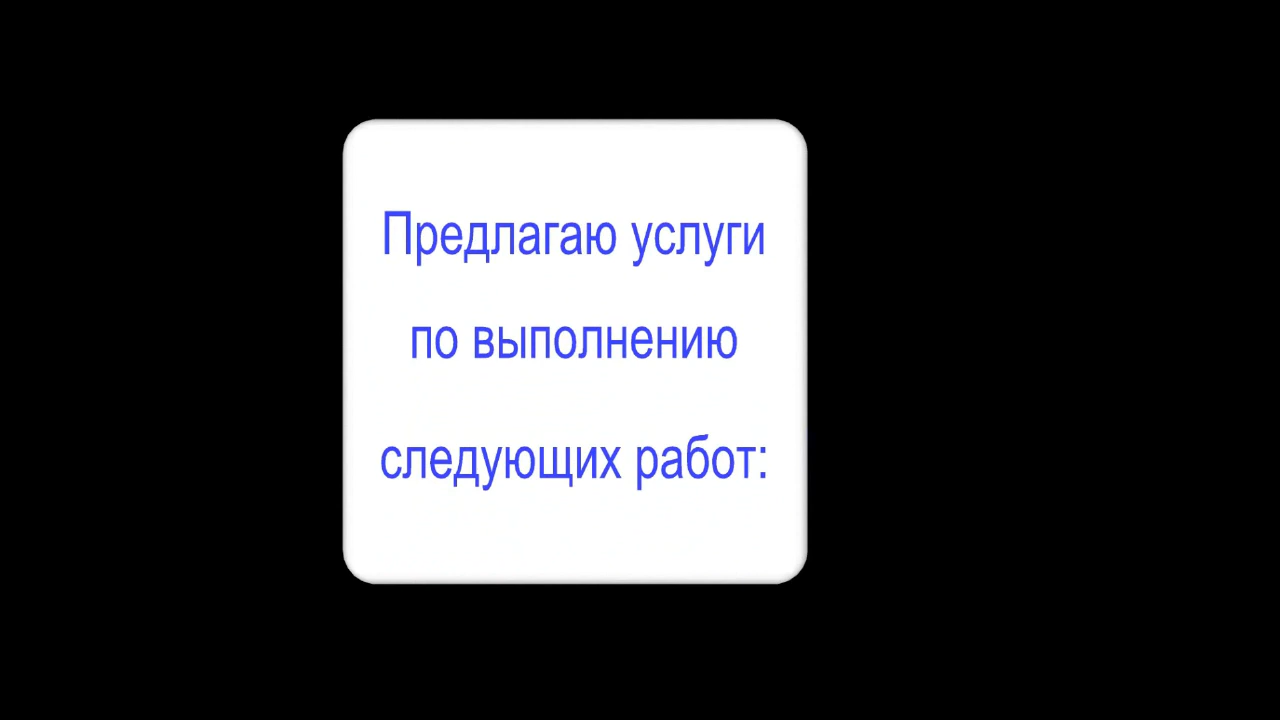 Предлагаю услуги
по выполнению
следующих работ: